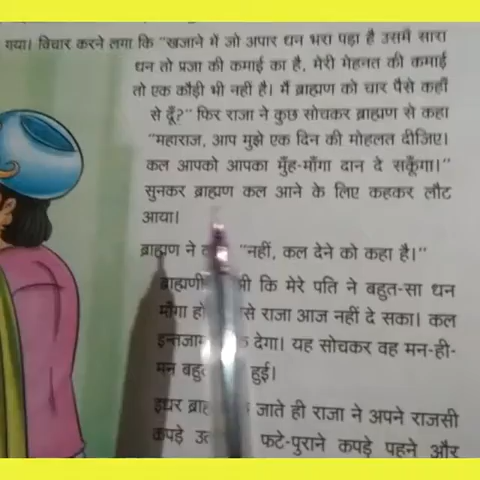 गया। विचार करने लगा कि "खजाने में जो अपार धन भरा पड़ा है उसमें सारा
धन तो प्रजा की कमाई का है, मेरी मेहनत की कमाई
तो एक कौड़ी भी नहीं है। मैं ब्राह्मण को चार पैसे कहाँ
से दूँ?" फिर राजा ने कुछ सोचकर ब्राह्मण से कहा
"महाराज, आप मुझे एक दिन की मोहलत दीजिए।
कल आपको आपका मुँह-माँगा दान दे सकूँगा।"
सुनकर ब्राह्मण कल आने के लिए कहकर लौट
आया।
ब्राह्मण ने "नहीं, कल देने को कहा है।"
ब्राह्मणी कि मेरे पति ने बहुत-सा धन
माँगा राजा आज नहीं दे सका। कल
देगा। यह सोचकर वह मन-ही-
मन हुई।
इधर जाते ही राजा ने अपने राजसी
कपड़े फटे-पुराने कपड़े पहने और